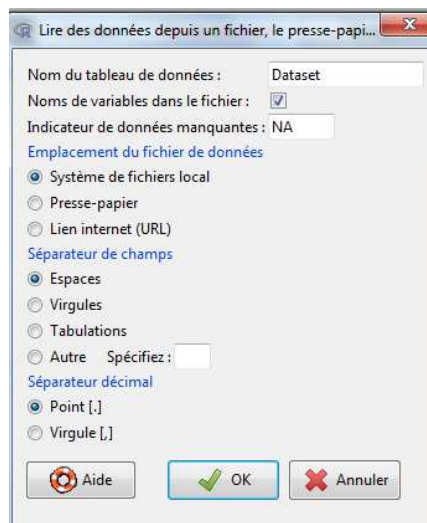 Lire des données depuis un fichier, le presse-papi...
Nom du tableau de données : Dataset
Noms de variables dans le fichier :
Indicateur de données manquantes : NA
Emplacement du fichier de données
Système de fichiers local
Presse-papier
Lien internet (URL)
Séparateur de champs
Espaces
Virgules
Tabulations
Autre Spécifiez :
Séparateur décimal
Point [.]
Virgule [,]
Aide OK Annuler